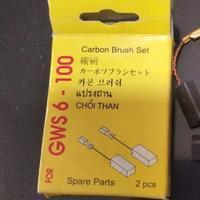 Carbon Brush Set
碳刷
カーボンブラシセット
카본 브러쉬
แปรงถ่าน
CHỔI THAN
FOR GWS 6 - 100
Spare Parts
2 pcs